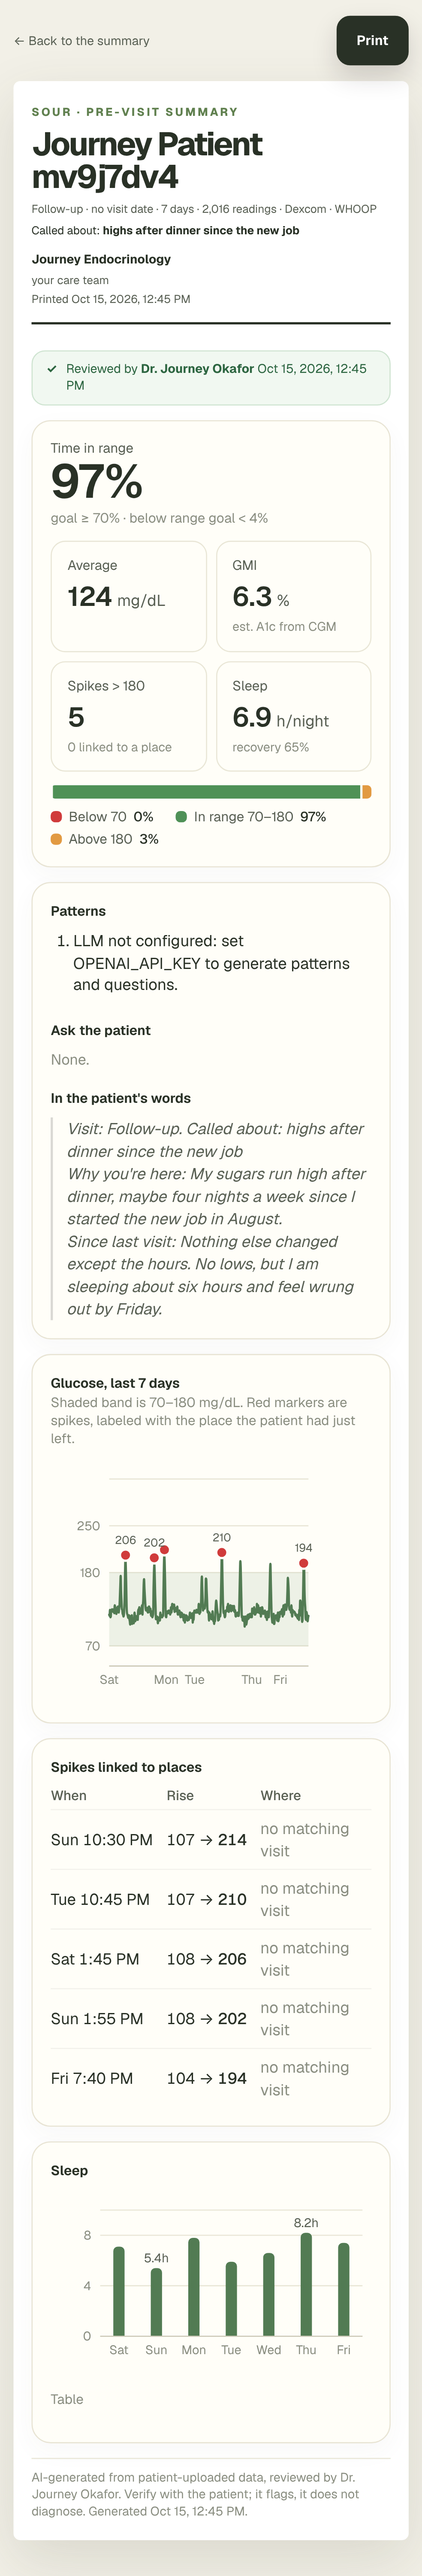 ← Back to the summary
Print
SOUR · PRE-VISIT SUMMARY
Journey Patient
mv9j7dv4
Follow-up · no visit date · 7 days · 2,016 readings · Dexcom · WHOOP
Called about: highs after dinner since the new job
Journey Endocrinology
your care team
Printed Oct 15, 2026, 12:45 PM
✓ Reviewed by Dr. Journey Okafor Oct 15, 2026, 12:45
PM
Time in range
97%
goal ≥ 70% · below range goal < 4%
Average
124 mg/dL
GMI
6.3 %
est. A1c from CGM
Spikes > 180
5
0 linked to a place
Sleep
6.9 h/night
recovery 65%
Below 70 0% In range 70–180 97%
Above 180 3%
Patterns
1. LLM not configured: set
OPENAI_API_KEY to generate patterns
and questions.
Ask the patient
None.
In the patient's words
Visit: Follow-up. Called about: highs after
dinner since the new job
Why you're here: My sugars run high after
dinner, maybe four nights a week since I
started the new job in August.
Since last visit: Nothing else changed
except the hours. No lows, but I am
sleeping about six hours and feel wrung
out by Friday.
Glucose, last 7 days
Shaded band is 70–180 mg/dL. Red markers are
spikes, labeled with the place the patient had just
left.
250
206 202 210 194
180
70
Sat Mon Tue Thu Fri
Spikes linked to places
When Rise Where
Sun 10:30 PM 107 → 214 no matching
visit
Tue 10:45 PM 107 → 210 no matching
visit
Sat 1:45 PM 108 → 206 no matching
visit
Sun 1:55 PM 108 → 202 no matching
visit
Fri 7:40 PM 104 → 194 no matching
visit
Sleep
8.2h
8
5.4h
4
0
Sat Sun Mon Tue Wed Thu Fri
Table
AI-generated from patient-uploaded data, reviewed by Dr.
Journey Okafor. Verify with the patient; it flags, it does not
diagnose. Generated Oct 15, 12:45 PM.